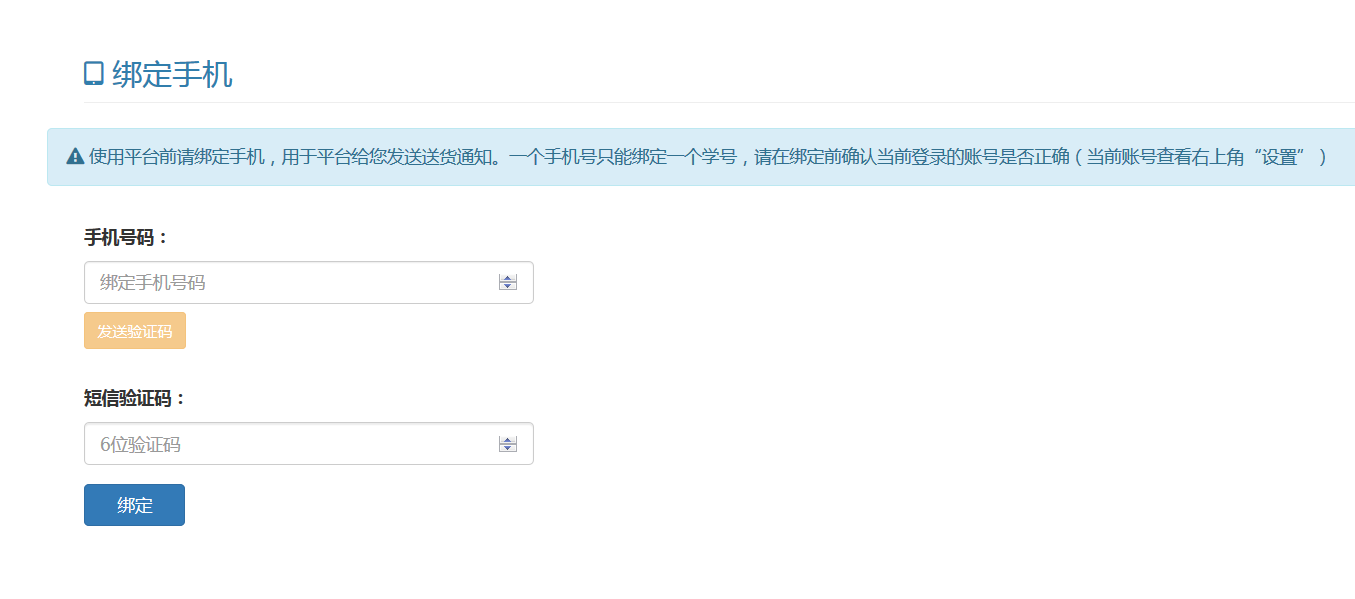 绑定手机
使用平台前请绑定手机，用于平台给您发送送货通知。一个手机号只能绑定一个学号，请在绑定前确认当前登录的账号是否正确（当前账号查看右上角“设置” ）
手机号码：
绑定手机号码
发送验证码
短信验证码：
6位验证码
绑定